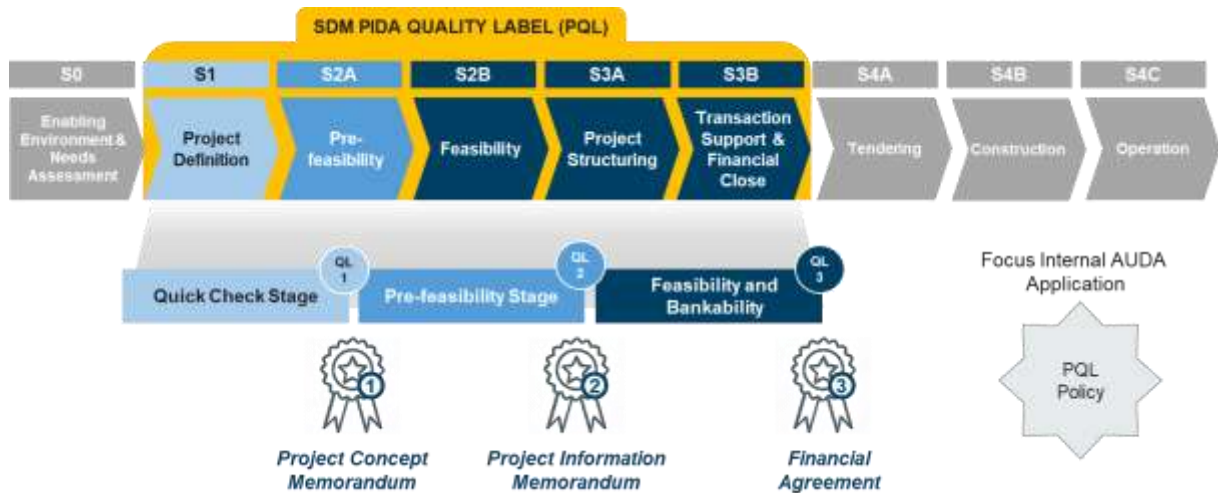 SDM PIDA QUALITY LABEL (PQL)
S0
S1
S2A
S2B
S3A
S3B
S4A
S4B
S4C
Enabling
Environment &
Needs
Assessment
Project
Definition
Pre-
feasibility
Feasibility
Project
Structuring
Transaction
Support &
Financial
Close
Tendering
Construction
Operation
QL
1
QL
2
QL
3
Quick Check Stage
Pre-feasibility Stage
Feasibility and
Bankability
Focus Internal AUDA
Application
PQL
Policy
1
2
3
Project Concept
Memorandum
Project Information
Memorandum
Financial
Agreement